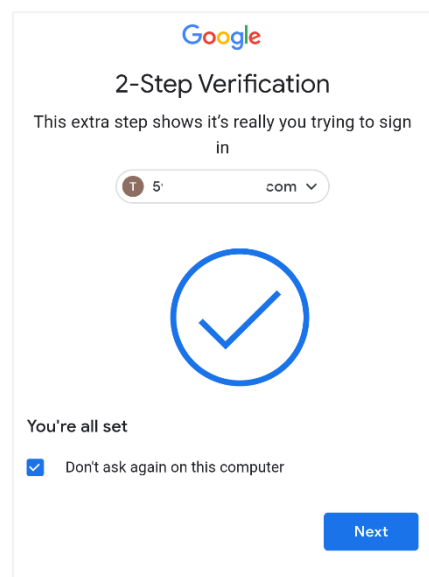 Google
2-Step Verification
This extra step shows it's really you trying to sign
in
T 5 com
You're all set
Don't ask again on this computer
Next